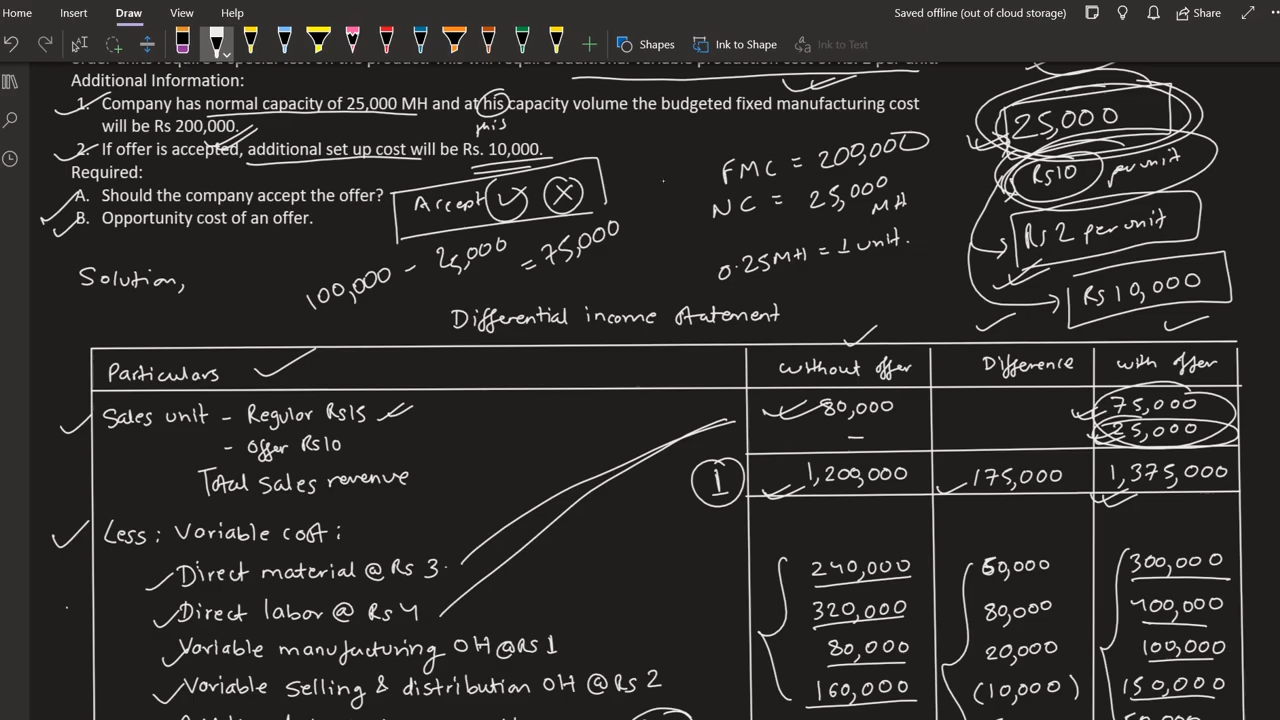 Home Insert Draw View Help Saved offline (out of cloud storage) Share
Shapes Ink to Shape Ink to Text
Additional Information:
1. Company has normal capacity of 25,000 MH and at his capacity volume the budgeted fixed manufacturing cost
this
will be Rs 200,000.
2. If offer is accepted, additional set up cost will be Rs. 10,000.
Required:
A. Should the company accept the offer?
B. Opportunity cost of an offer.
Accept
100,000 - 25,000 = 75,000
FMC = 200,000
NC = 25,000 MH
0.25MH = 1 unit.
25,000
Rs10 per unit
Rs 2 per unit
Rs 10,000
Solution,
Differential income statement
Particulars without offer Difference with offer
Sales unit - Regular Rs15 80,000 75,000
- Offer Rs10 - 25,000
Total Sales revenue 1 1,200,000 175,000 1,375,000
Less: Variable cost:
Direct material @ Rs 3 240,000 60,000 300,000
Direct labor @ Rs 4 320,000 80,000 400,000
Variable manufacturing OH @ Rs 1 80,000 20,000 100,000
Variable selling & distribution OH @ Rs 2 160,000 (10,000) 150,000